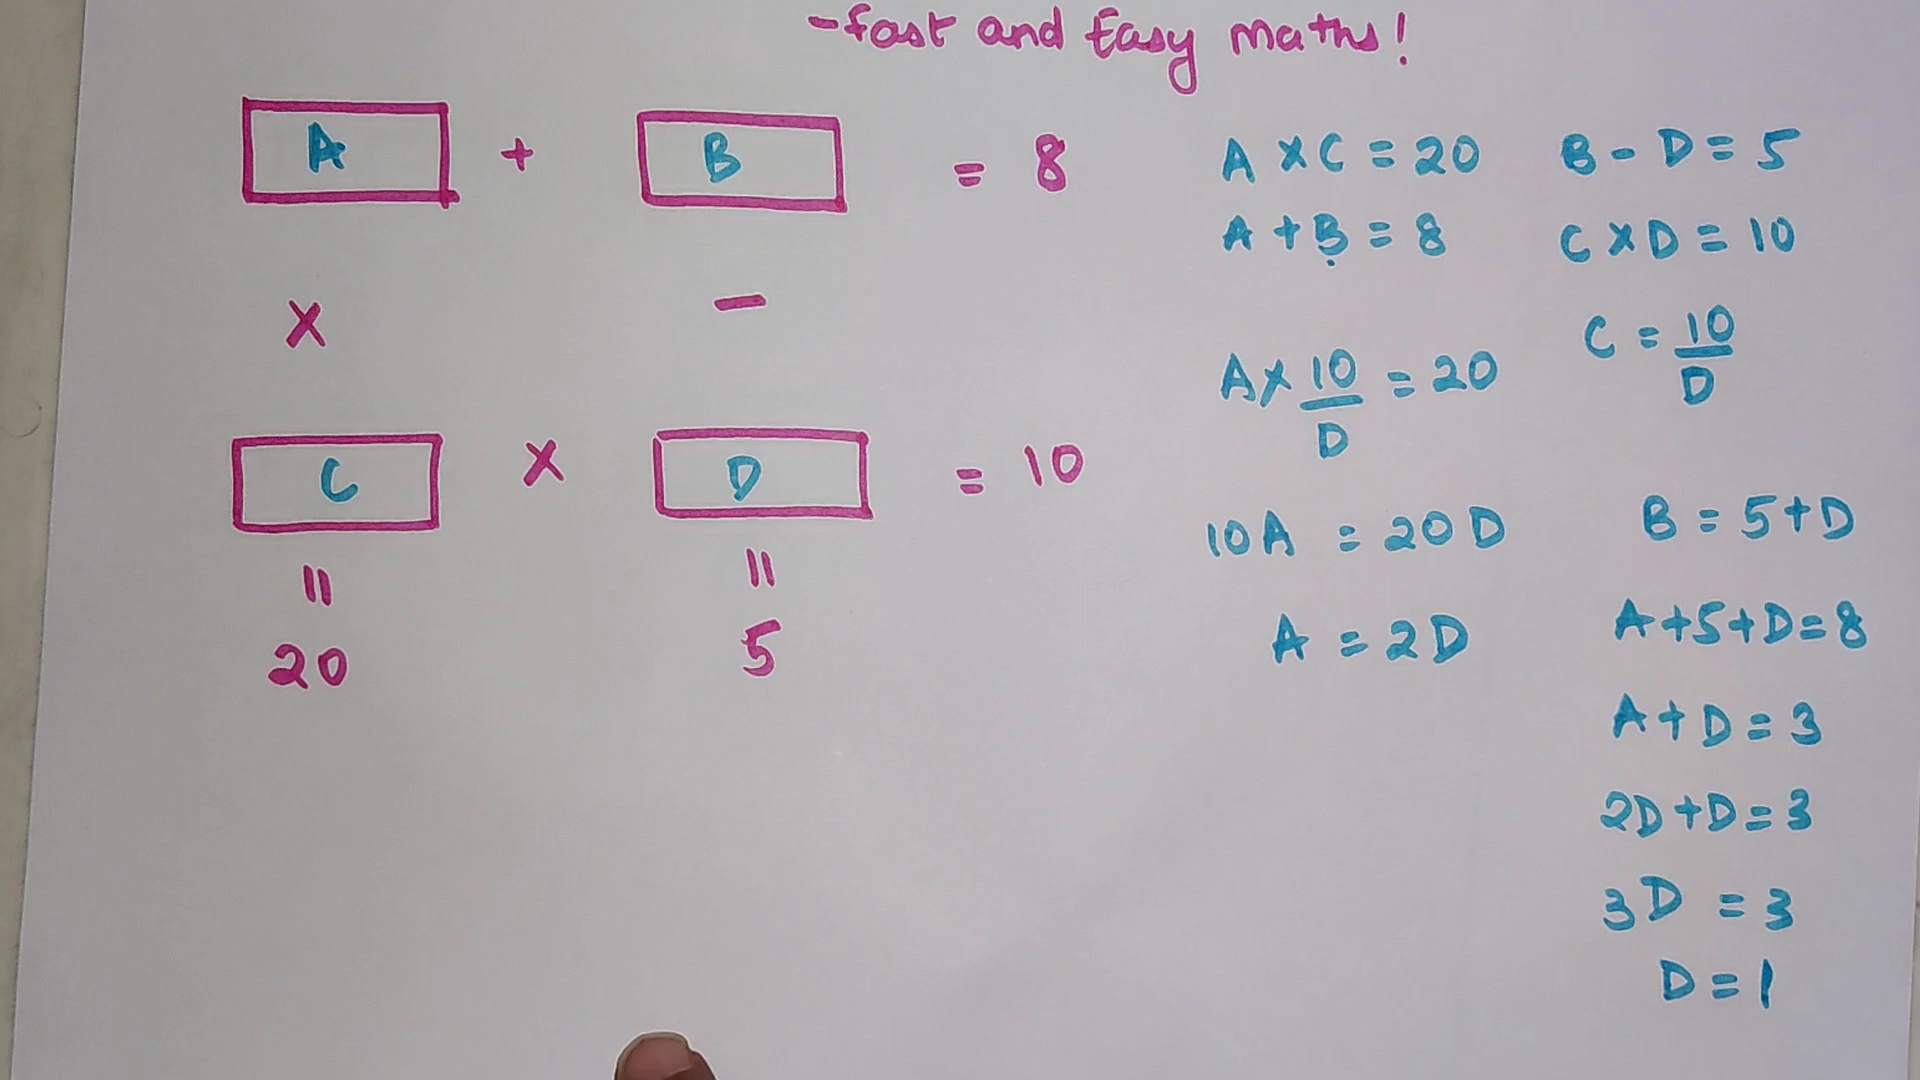 -fast and Easy maths!
A + B = 8
× -
C × D = 10
= =
20 5
A × C = 20
A + B = 8
A × 10/D = 20
10A = 20D
A = 2D
B - D = 5
C × D = 10
C = 10/D
B = 5+D
A+5+D=8
A+D=3
2D+D=3
3D = 3
D=1